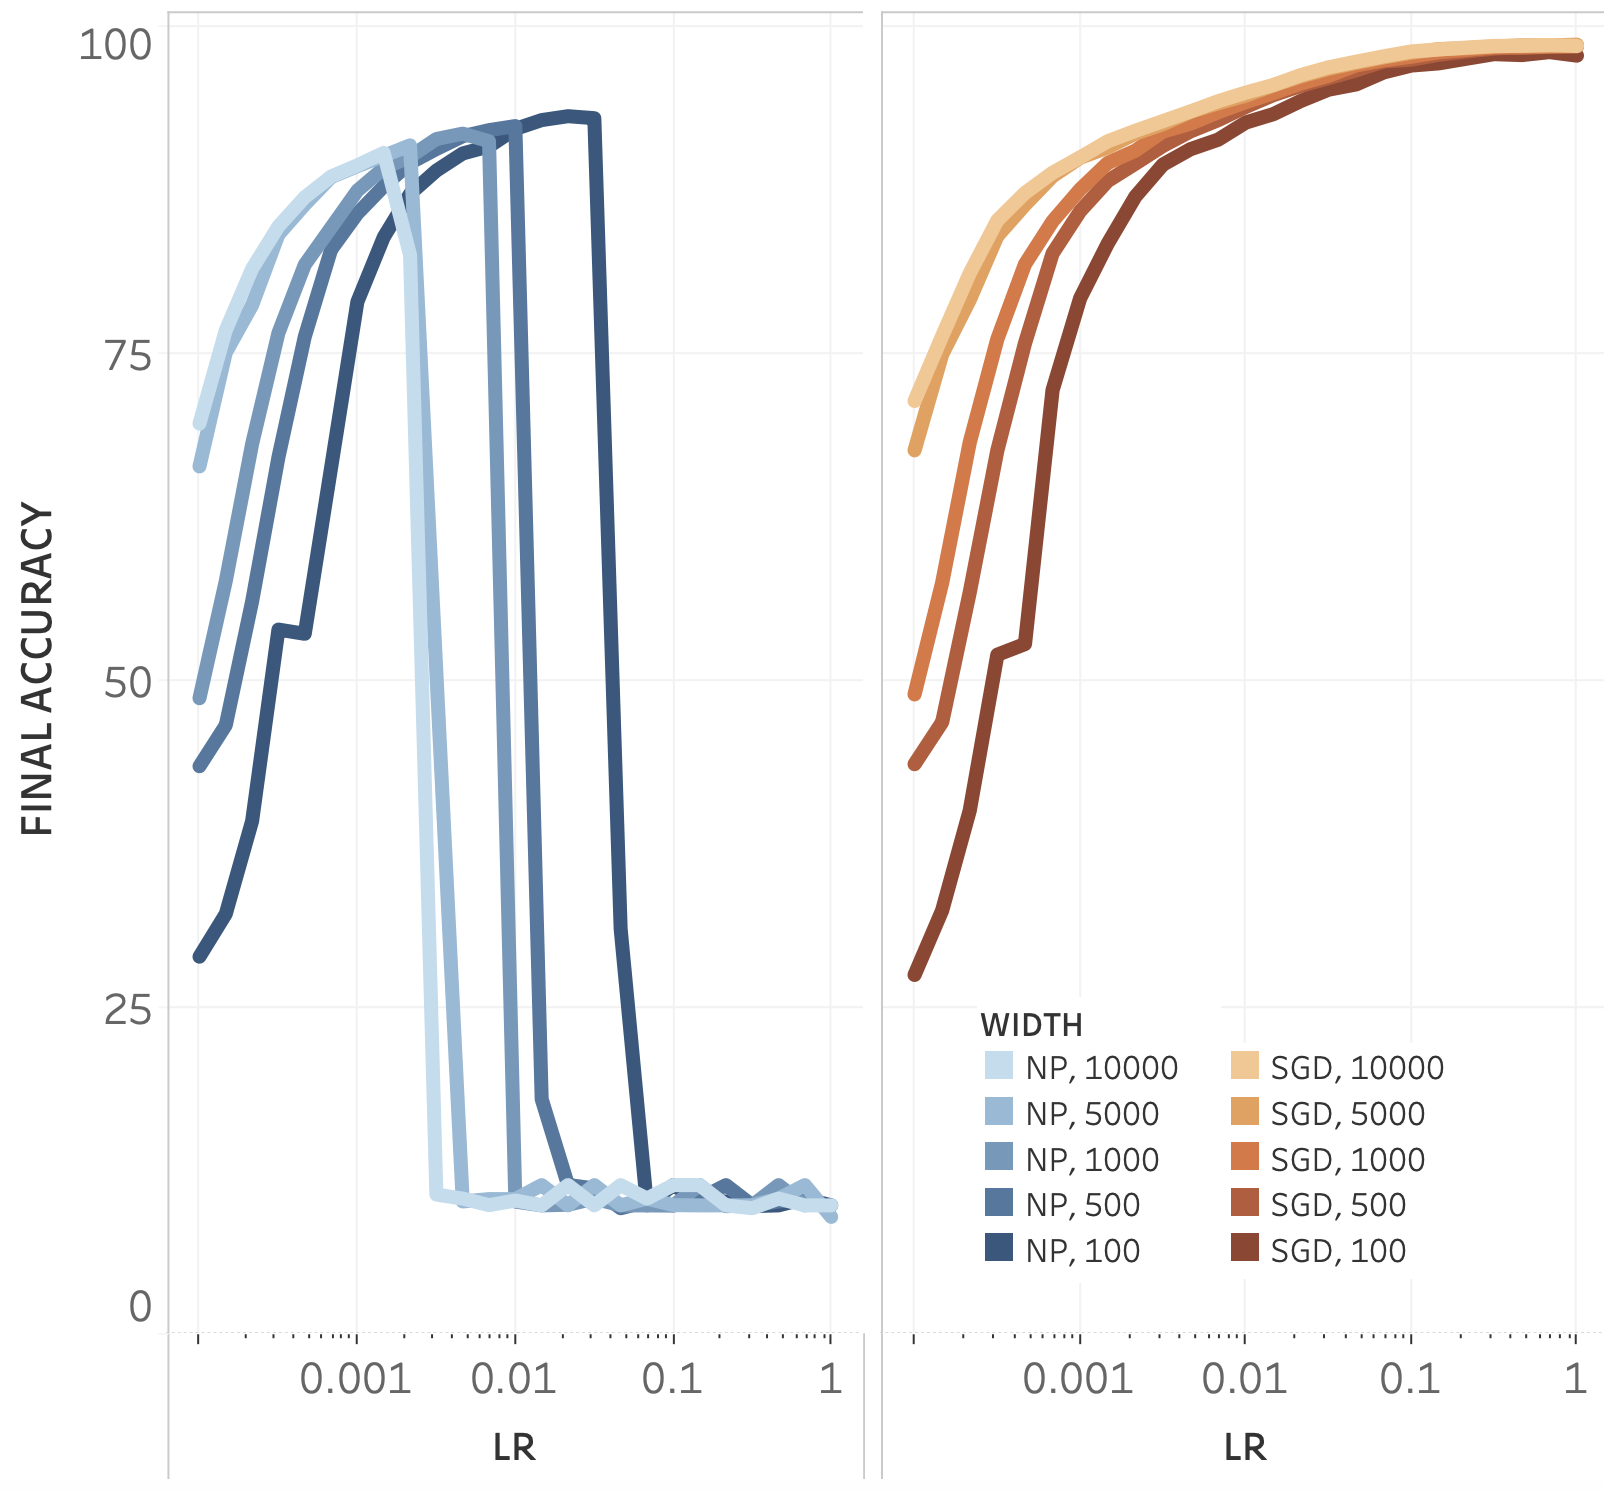 FINAL ACCURACY
100
75
50
25
0
0.001 0.01 0.1 1
LR
0.001 0.01 0.1 1
LR
WIDTH
NP, 10000 SGD, 10000
NP, 5000 SGD, 5000
NP, 1000 SGD, 1000
NP, 500 SGD, 500
NP, 100 SGD, 100